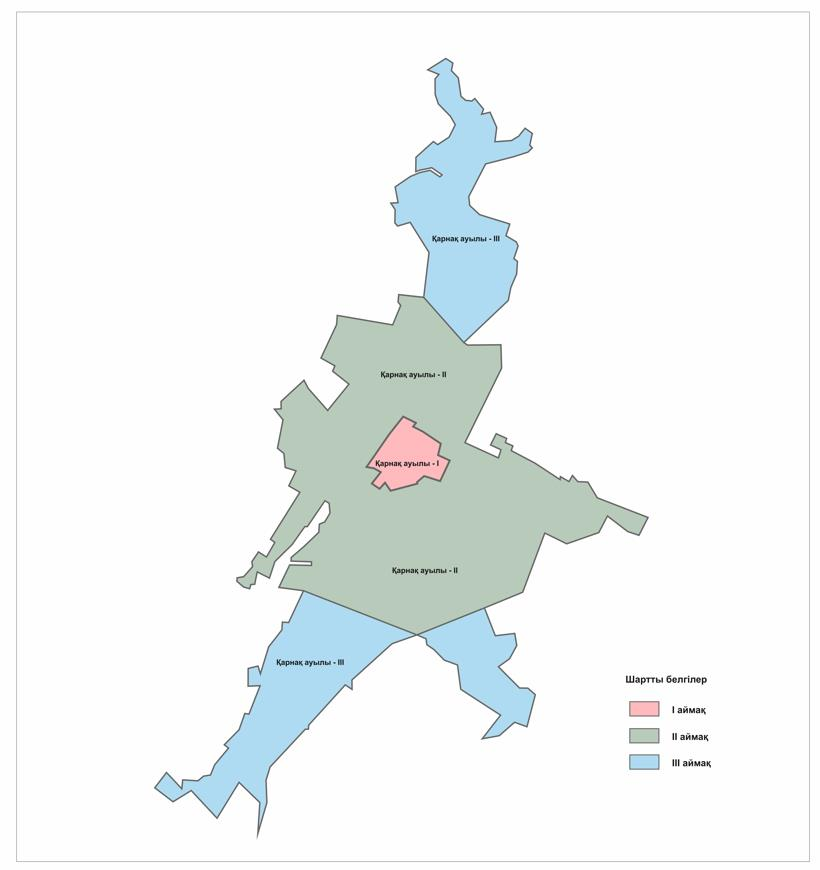 Қарнақ ауылы - III
Қарнақ ауылы - II
Қарнақ ауылы - I
Қарнақ ауылы - II
Қарнақ ауылы - III
Шартты белгілер
I аймақ
II аймақ
III аймақ